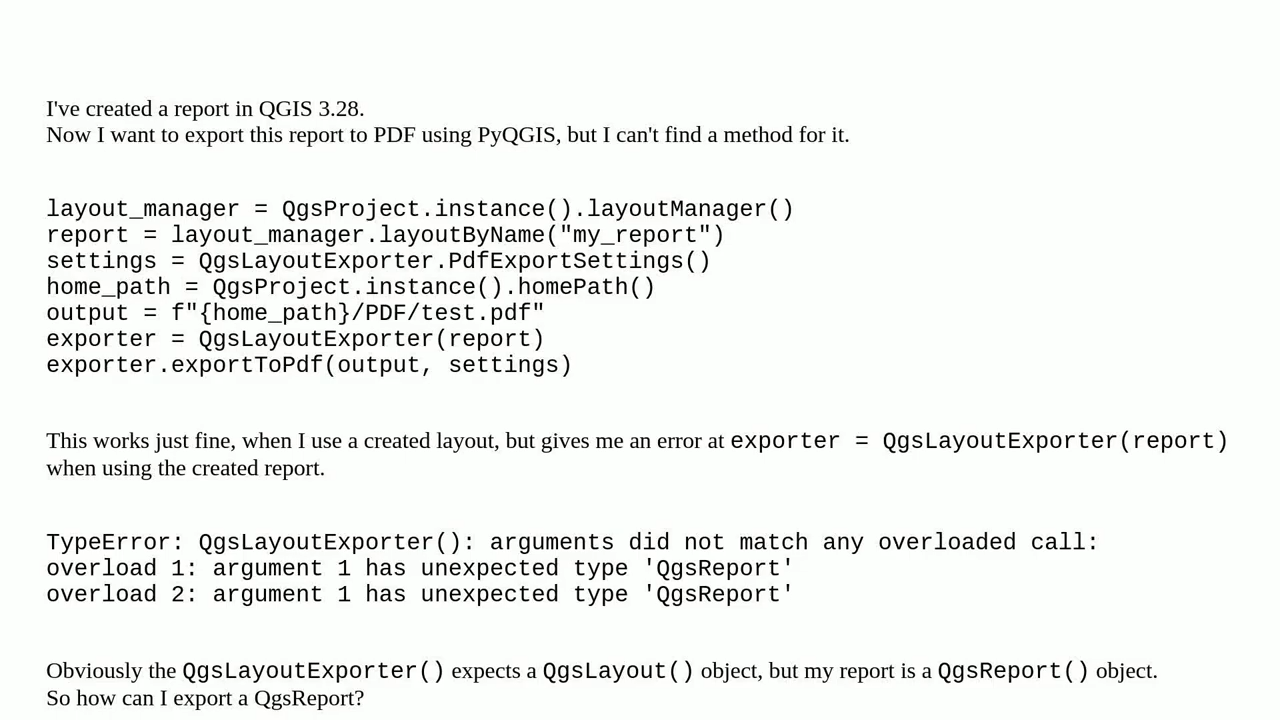 I've created a report in QGIS 3.28.
Now I want to export this report to PDF using PyQGIS, but I can't find a method for it.
layout_manager = QgsProject.instance().layoutManager()
report = layout_manager.layoutByName("my_report")
settings = QgsLayoutExporter.PdfExportSettings()
home_path = QgsProject.instance().homePath()
output = f"{home_path}/PDF/test.pdf"
exporter = QgsLayoutExporter(report)
exporter.exportToPdf(output, settings)
This works just fine, when I use a created layout, but gives me an error at exporter = QgsLayoutExporter(report)
when using the created report.
TypeError: QgsLayoutExporter(): arguments did not match any overloaded call:
overload 1: argument 1 has unexpected type 'QgsReport'
overload 2: argument 1 has unexpected type 'QgsReport'
Obviously the QgsLayoutExporter() expects a QgsLayout() object, but my report is a QgsReport() object.
So how can I export a QgsReport?